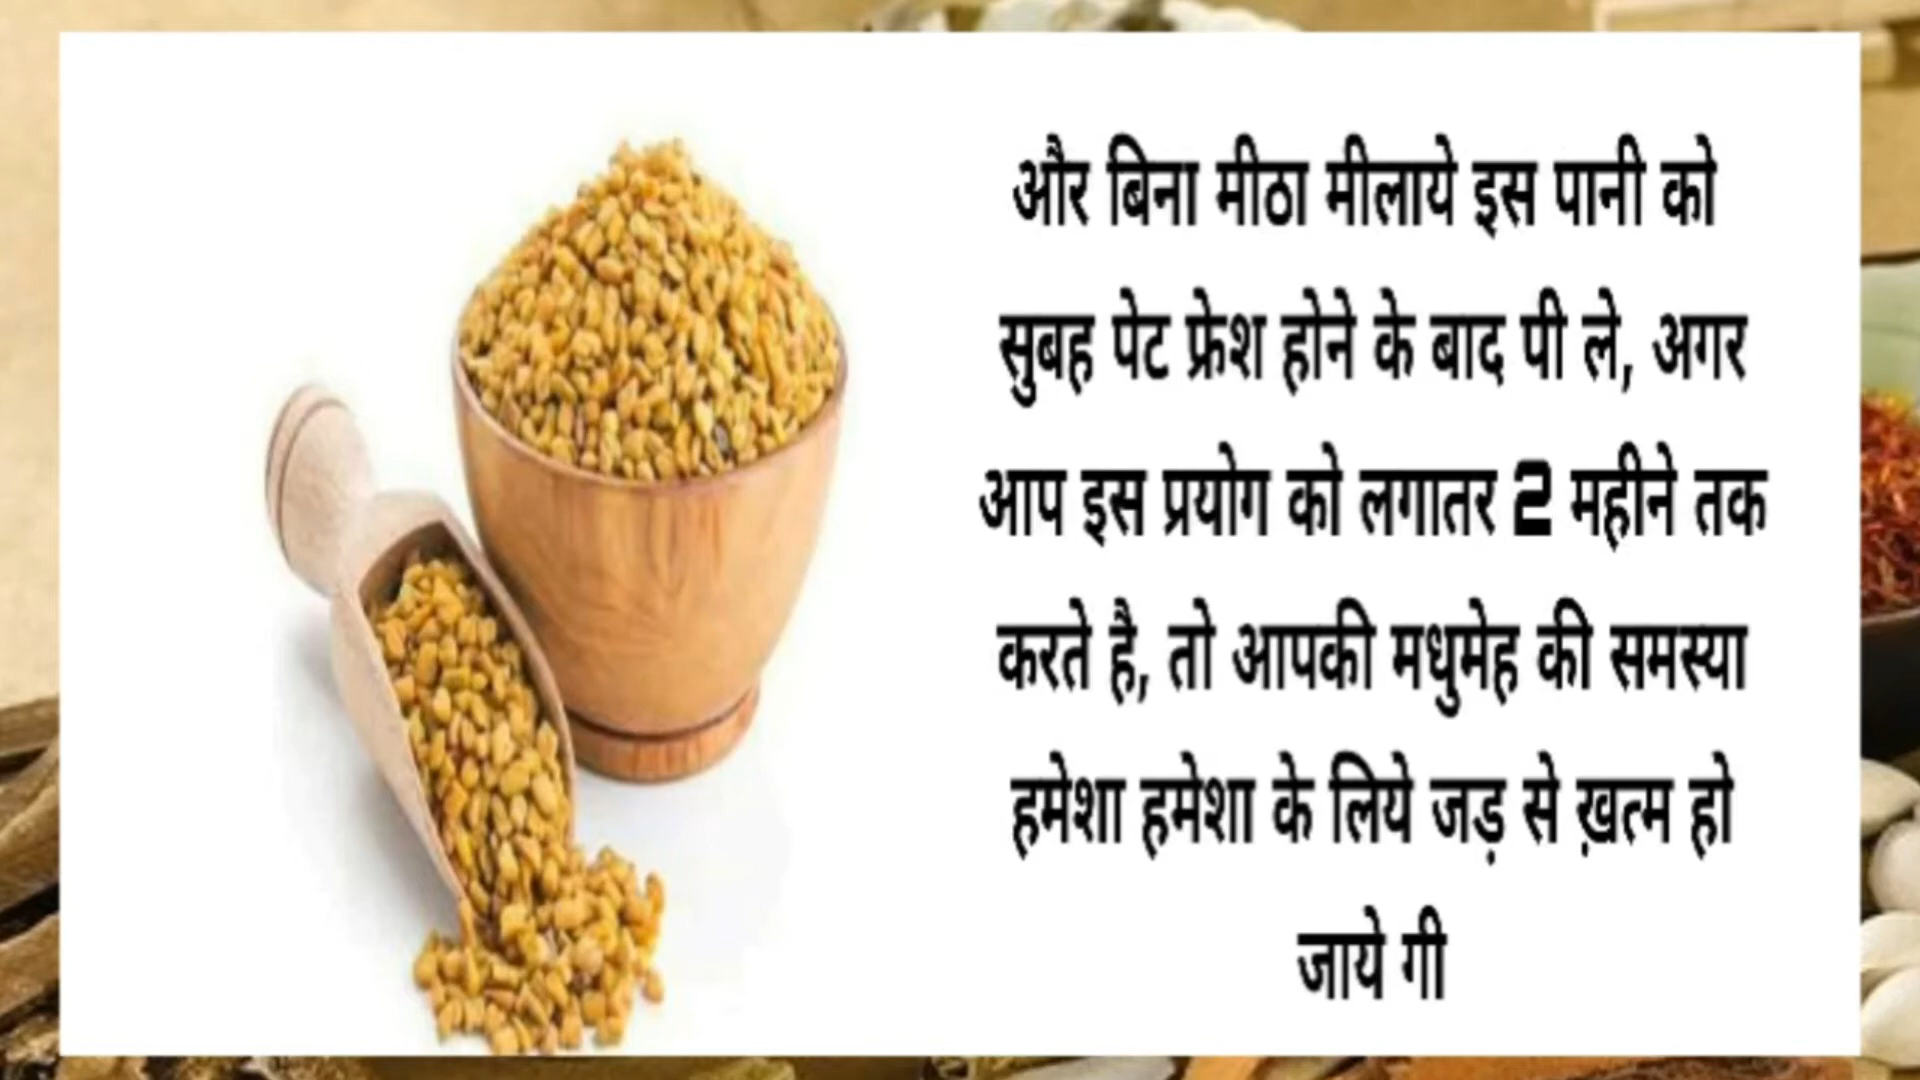 और बिना मीठा मीलाये इस पानी को
सुबह पेट फ्रेश होने के बाद पी ले, अगर
आप इस प्रयोग को लगातर 2 महीने तक
करते है, तो आपकी मधुमेह की समस्या
हमेशा हमेशा के लिये जड़ से ख़त्म हो
जाये गी